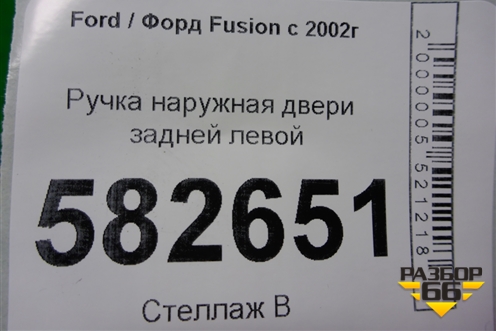 Ford / Форд Fusion с 2002г
Ручка наружная двери
задней левой
582651
Стеллаж В
2000005521218
РАЗБОР
66